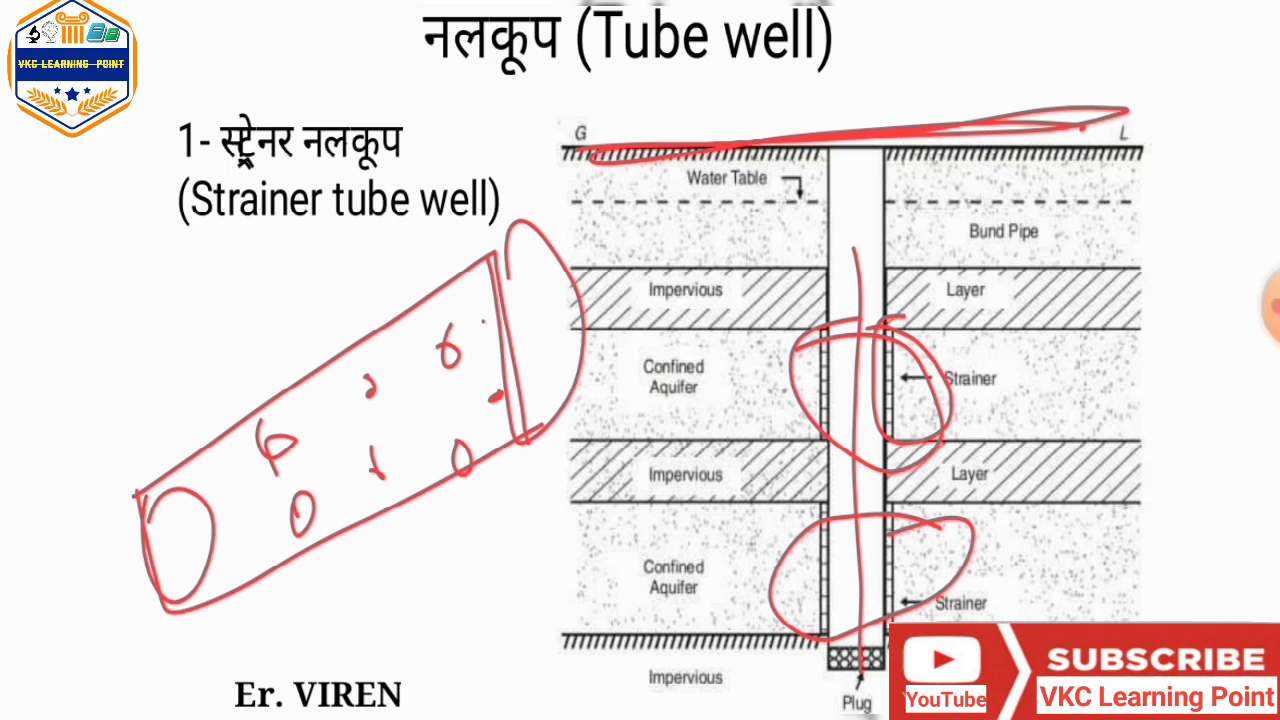 VKC LEARNING POINT
नलकूप (Tube well)
1- स्ट्रेनर नलकूप
(Strainer tube well)
G
L
Water Table
Bund Pipe
Impervious
Layer
Confined
Aquifer
Strainer
Impervious
Layer
Confined
Aquifer
Strainer
Impervious
Plug
Er. VIREN
SUBSCRIBE
YouTube
VKC Learning Point